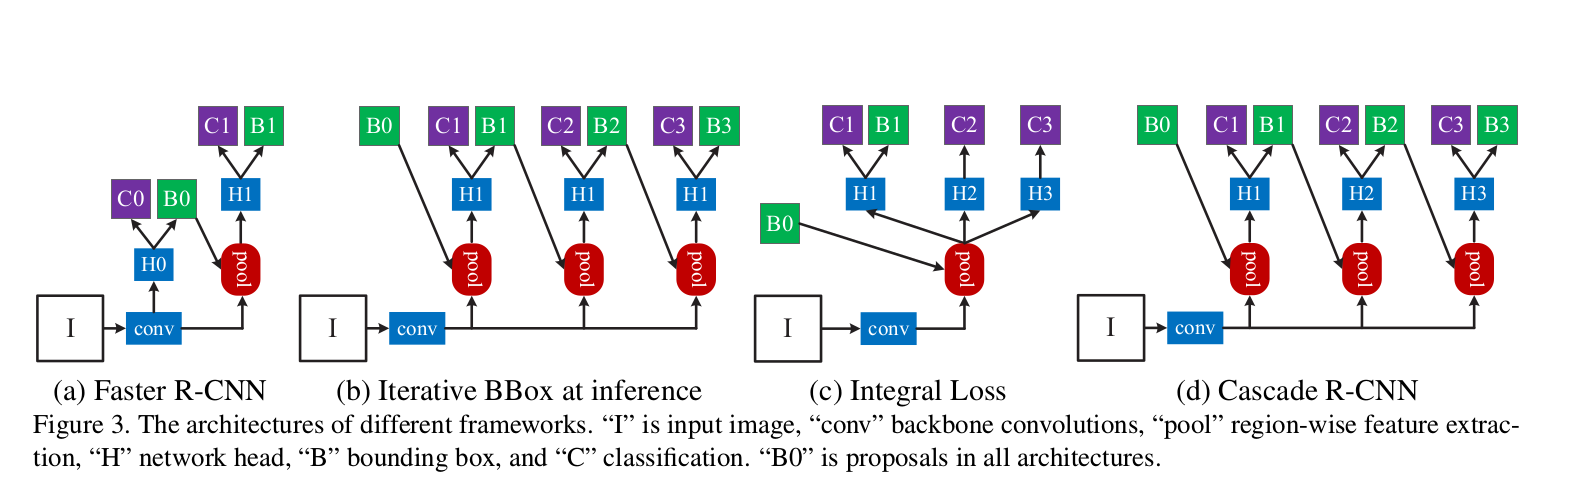 C1 B1
C0 B0
H1
H0
pool
I
conv
B0 C1 B1 C2 B2 C3 B3
H1 H1 H1
pool pool pool
I conv
C1 B1 C2 C3
H1 H2 H3
B0
pool
I conv
B0 C1 B1 C2 B2 C3 B3
H1 H2 H3
pool pool pool
I conv
(a) Faster R-CNN
(b) Iterative BBox at inference
(c) Integral Loss
(d) Cascade R-CNN
Figure 3. The architectures of different frameworks. “I” is input image, “conv” backbone convolutions, “pool” region-wise feature extrac-
tion, “H” network head, “B” bounding box, and “C” classification. “B0” is proposals in all architectures.